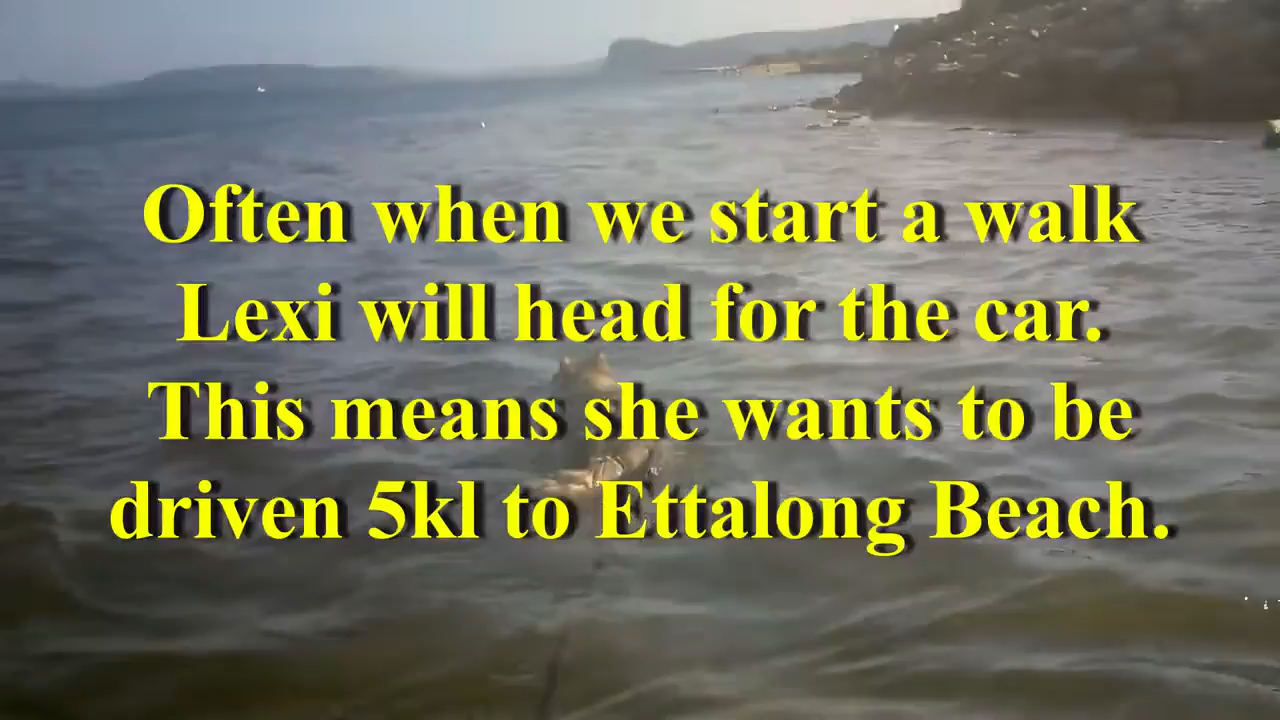 Often when we start a walk
Lexi will head for the car.
This means she wants to be
driven 5kl to Ettalong Beach.